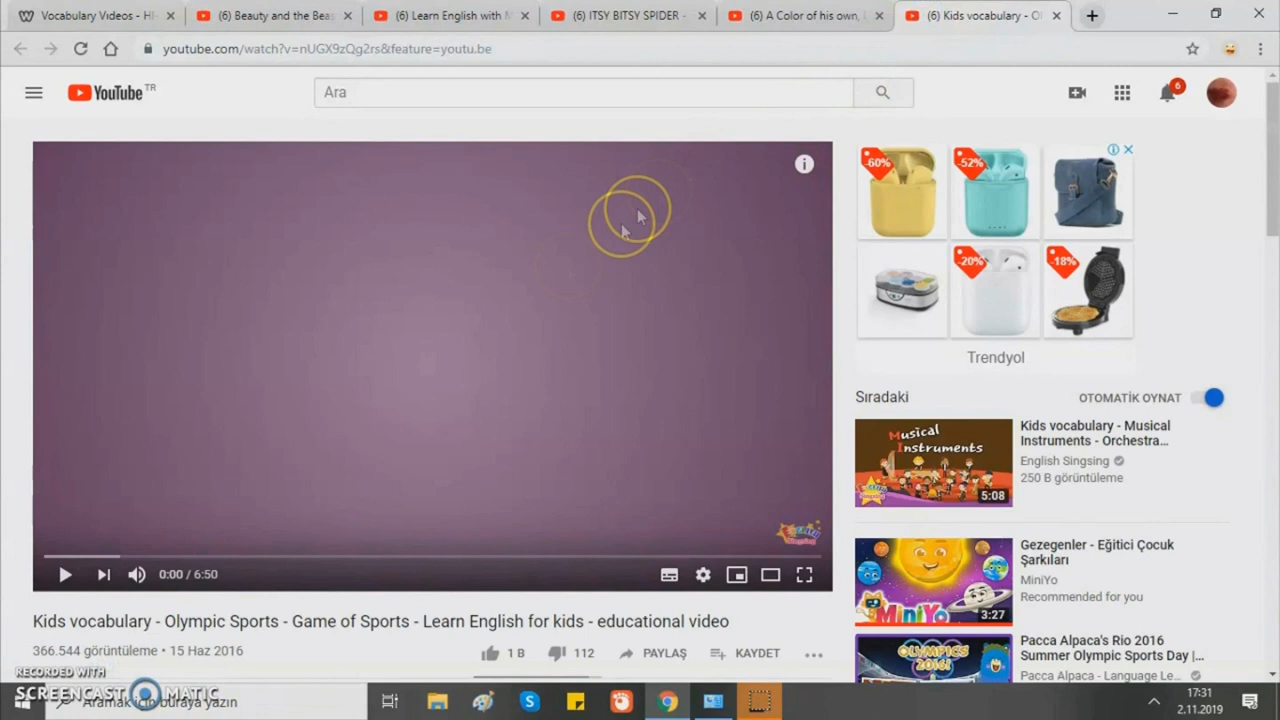 Vocabulary Videos - H
(6) Beauty and the Bea
(6) Learn English with M
(6) ITSY BITSY SPIDER -
(6) A Color of his own,
(6) Kids vocabulary - O
youtube.com/watch?v=nUGX9zQg2rs&feature=youtu.be
YouTube TR
Ara
6
-60%
-52%
-20%
-18%
Trendyol
Sıradaki
OTOMATİK OYNAT
Musical
Instruments
5:08
Kids vocabulary - Musical
Instruments - Orchestra...
English Singsing
250 B görüntüleme
Singsing
0:00 / 6:50
MiniYo
3:27
Gezegenler - Eğitici Çocuk
Şarkıları
MiniYo
Recommended for you
Kids vocabulary - Olympic Sports - Game of Sports - Learn English for kids - educational video
366.544 görüntüleme • 15 Haz 2016
1 B
112
PAYLAŞ
KAYDET
OLYMPICS
2016!
Pacca Alpaca's Rio 2016
Summer Olympic Sports Day |...
Pacca Alpaca - Language Le...
RECORDED WITH
SCREENCAST MATIC
Aramak için buraya yazın
17:31
2.11.2019